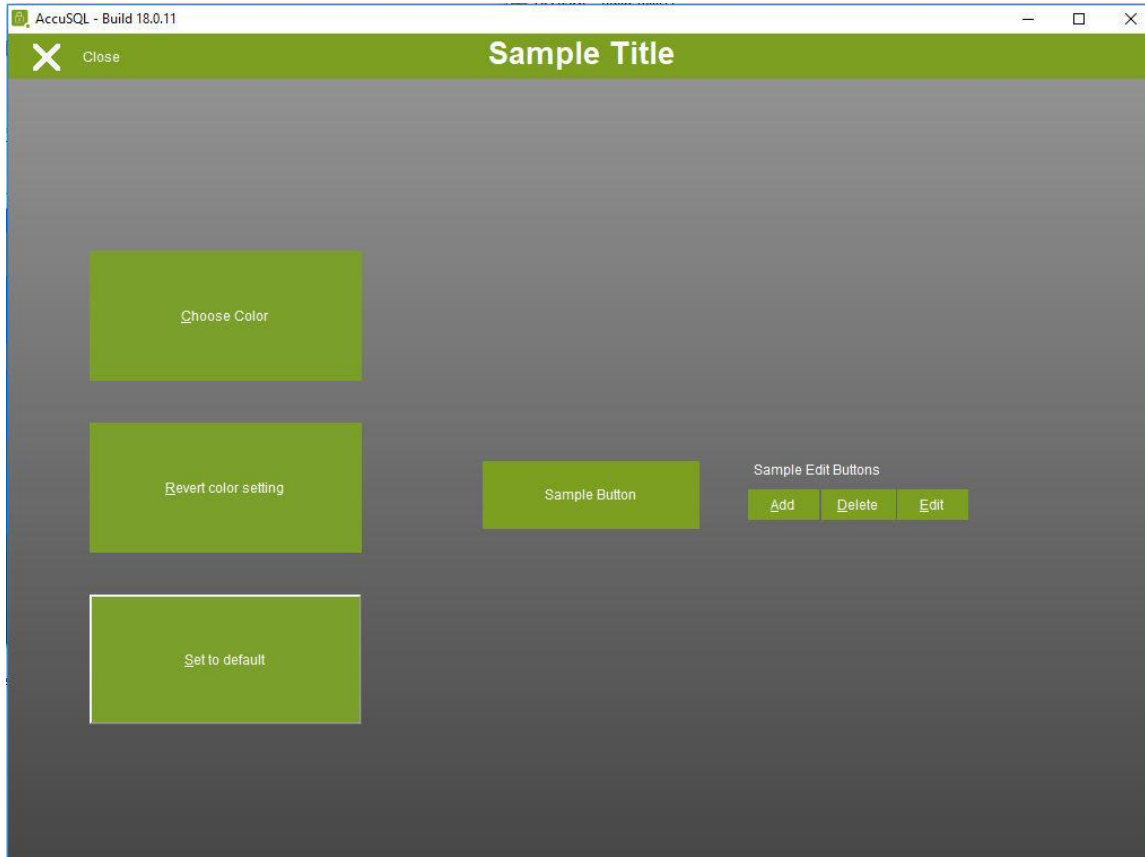 AccuSQL - Build 18.0.11
Close
Sample Title
Choose Color
Revert color setting
Sample Button
Sample Edit Buttons
Add Delete Edit
Set to default